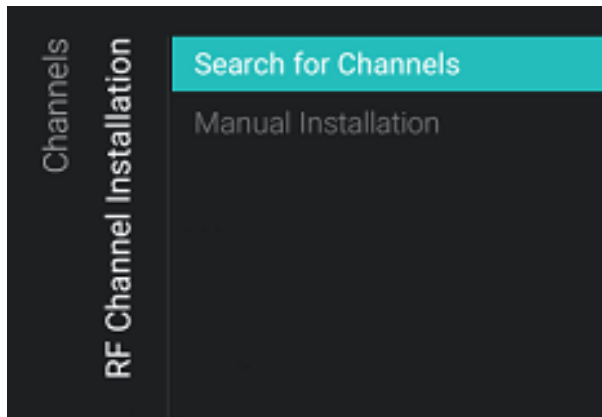 Channels
RF Channel Installation
Search for Channels
Manual Installation